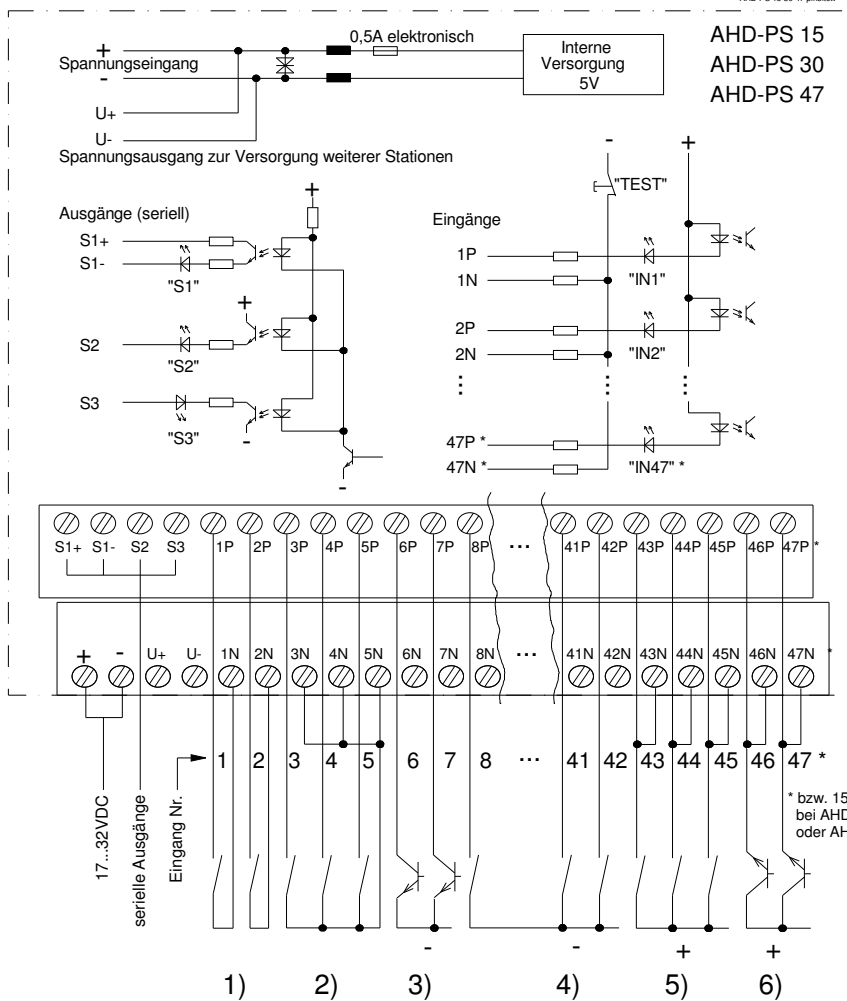 0,5A elektronisch
AHD-PS 15
AHD-PS 30
AHD-PS 47
+
Spannungseingang
-
Interne
Versorgung
5V
U+
U-
Spannungsausgang zur Versorgung weiterer Stationen
- +
"TEST"
+
Ausgänge (seriell)
Eingänge
S1+
S1-
"S1"
1P
1N
"IN1"
+
S2
"S2"
2P
2N
"IN2"
S3
"S3"
-
47P *
47N *
"IN47" *
-
S1+ S1- S2 S3 1P 2P 3P 4P 5P 6P 7P 8P ... 41P 42P 43P 44P 45P 46P 47P *
+ - U+ U- 1N 2N 3N 4N 5N 6N 7N 8N ... 41N 42N 43N 44N 45N 46N 47N *
1 2 3 4 5 6 7 8 ... 41 42 43 44 45 46 47 *
17...32VDC
serielle Ausgänge
Eingang Nr.
* bzw. 15
bei AHD
oder AH
- - + +
1) 2) 3) 4) 5) 6)